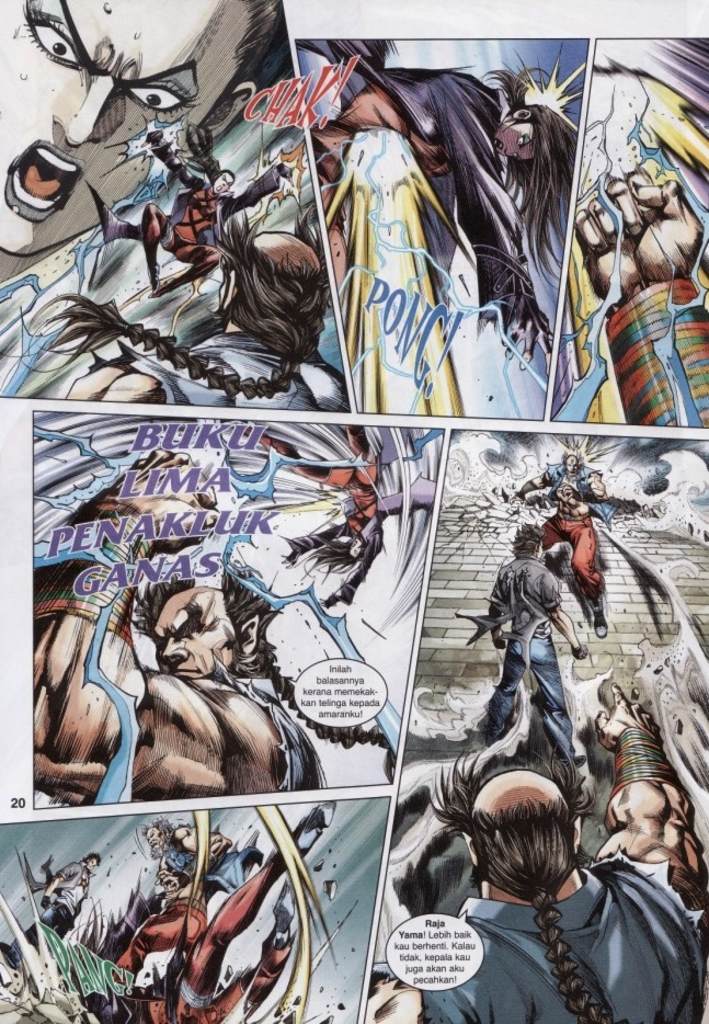 CHAK!
PONG!
BUKU
LIMA
PENAKLUK
GANAS
Inilah
balasannya
kerana memekak-
kan telinga kepada
amaranku!
20
PANG!
Raja
Yama! Lebih baik
kau berhenti. Kalau
tidak, kepala kau
juga akan aku
pecahkan!